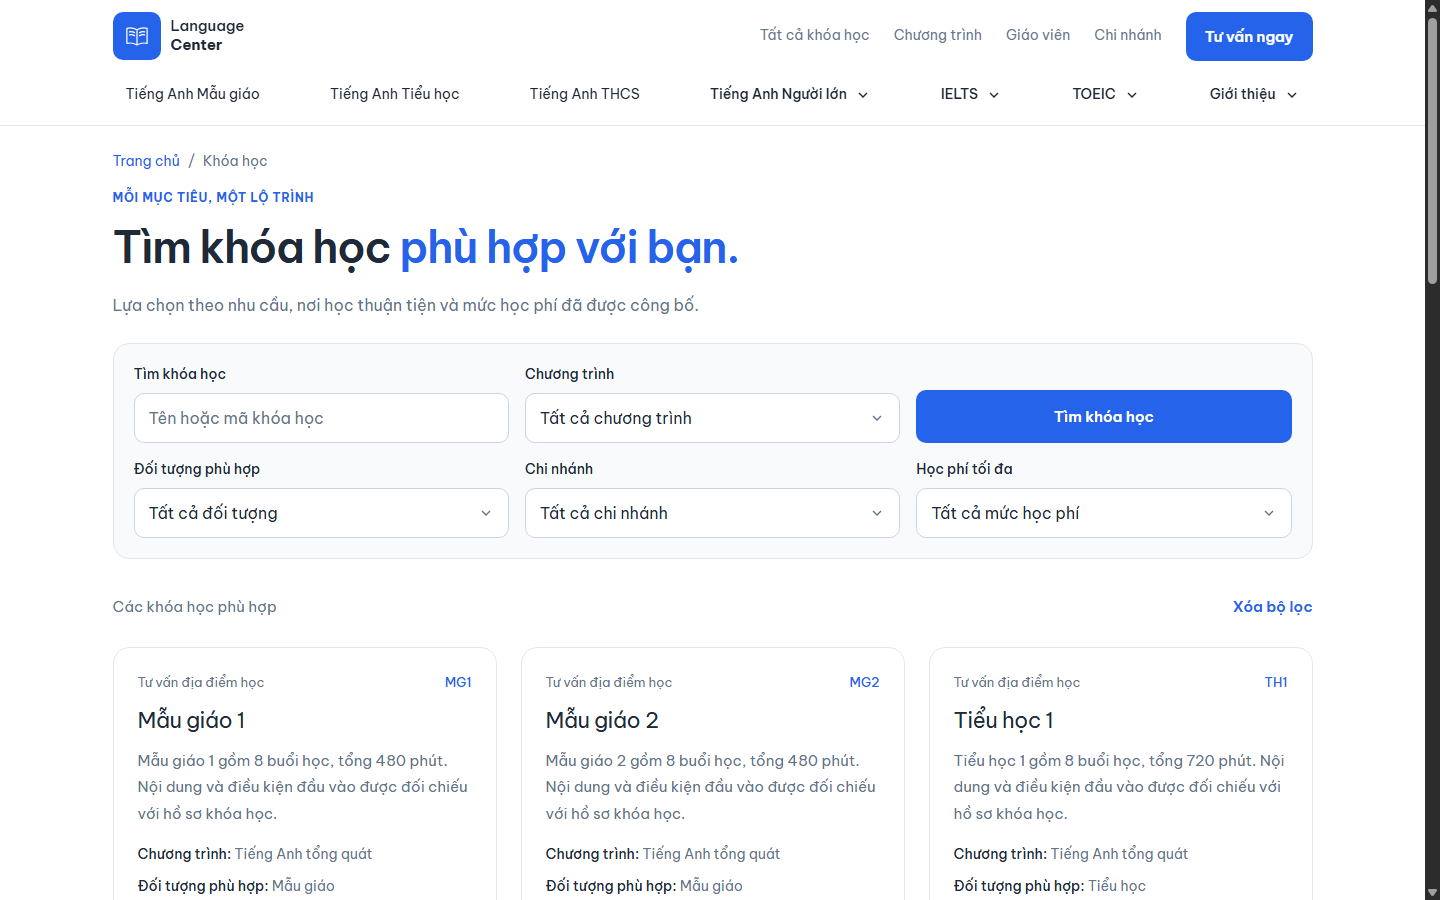 Language
Center
Tất cả khóa học
Chương trình
Giáo viên
Chi nhánh
Tư vấn ngay
Tiếng Anh Mẫu giáo
Tiếng Anh Tiểu học
Tiếng Anh THCS
Tiếng Anh Người lớn
IELTS
TOEIC
Giới thiệu
Trang chủ / Khóa học
MỖI MỤC TIÊU, MỘT LỘ TRÌNH
Tìm khóa học phù hợp với bạn.
Lựa chọn theo nhu cầu, nơi học thuận tiện và mức học phí đã được công bố.
Tìm khóa học
Tên hoặc mã khóa học
Chương trình
Tất cả chương trình
Tìm khóa học
Đối tượng phù hợp
Tất cả đối tượng
Chi nhánh
Tất cả chi nhánh
Học phí tối đa
Tất cả mức học phí
Các khóa học phù hợp
Xóa bộ lọc
Tư vấn địa điểm học
MG1
Mẫu giáo 1
Mẫu giáo 1 gồm 8 buổi học, tổng 480 phút.
Nội dung và điều kiện đầu vào được đối chiếu
với hồ sơ khóa học.
Chương trình: Tiếng Anh tổng quát
Đối tượng phù hợp: Mẫu giáo
Tư vấn địa điểm học
MG2
Mẫu giáo 2
Mẫu giáo 2 gồm 8 buổi học, tổng 480 phút.
Nội dung và điều kiện đầu vào được đối chiếu
với hồ sơ khóa học.
Chương trình: Tiếng Anh tổng quát
Đối tượng phù hợp: Mẫu giáo
Tư vấn địa điểm học
TH1
Tiểu học 1
Tiểu học 1 gồm 8 buổi học, tổng 720 phút. Nội
dung và điều kiện đầu vào được đối chiếu với
hồ sơ khóa học.
Chương trình: Tiếng Anh tổng quát
Đối tượng phù hợp: Tiểu học